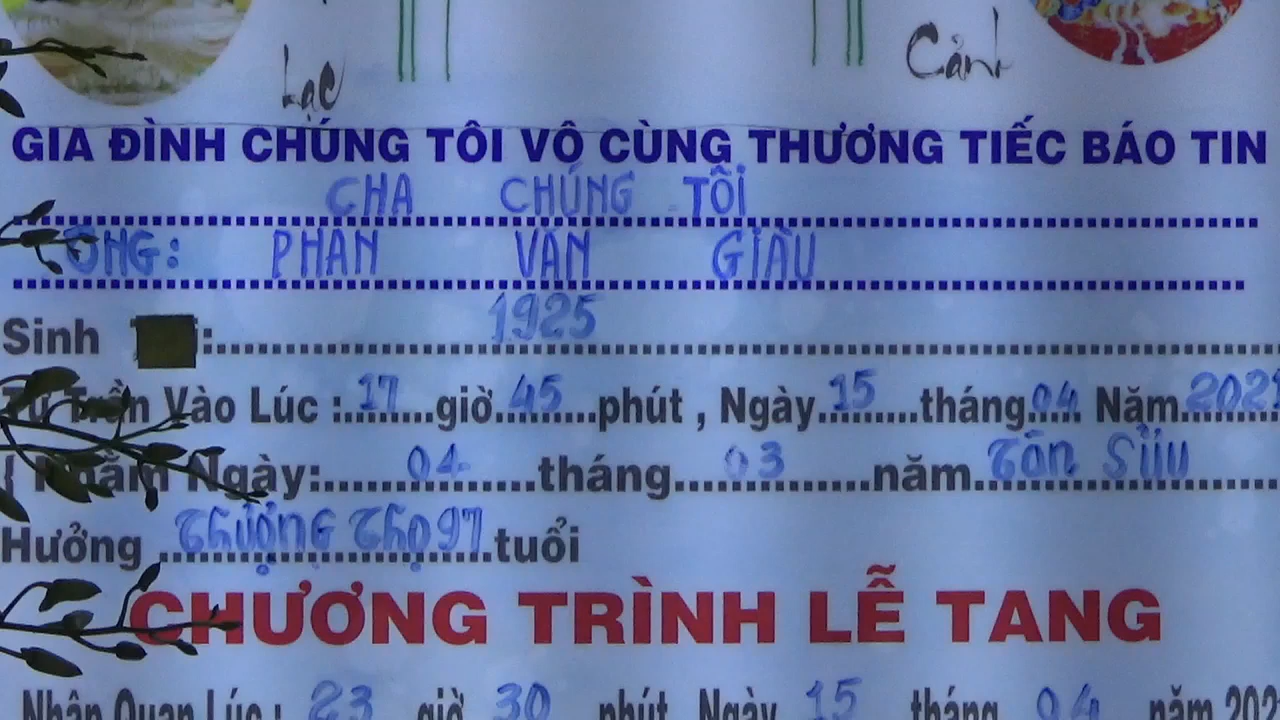 Lạc Cảnh
GIA ĐÌNH CHÚNG TÔI VÔ CÙNG THƯƠNG TIẾC BÁO TIN
CHA CHÚNG TÔI
ÔNG: PHAN VĂN GIÀU
Sinh : 1925
Từ Trần Vào Lúc : 17 giờ 45 phút , Ngày 15 tháng 04 Năm 2021
{ Nhằm Ngày: 04 tháng 03 năm Tân Sửu
Hưởng Thượng Thọ 97 tuổi
CHƯƠNG TRÌNH LỄ TANG
Nhập Quan Lúc : 23 giờ 30 phút Ngày 15 tháng 04 năm 202